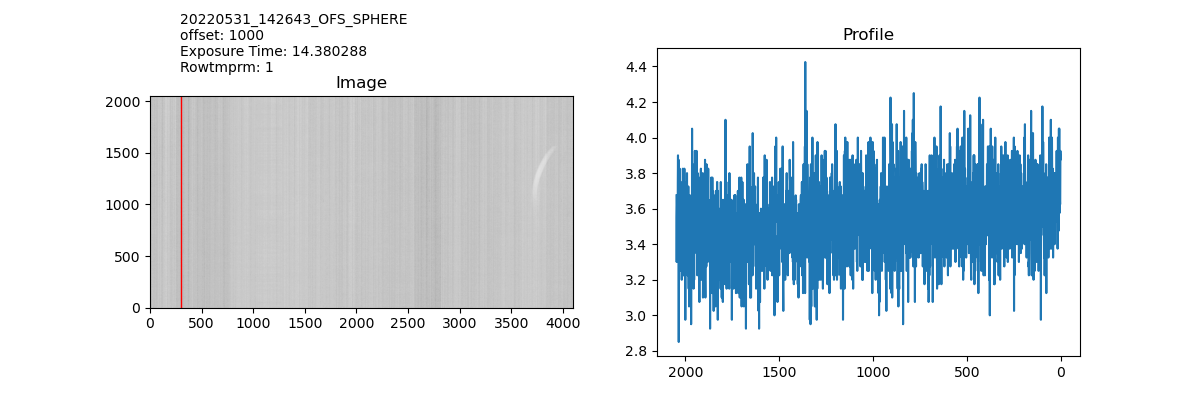 20220531_142643_OFS_SPHERE
offset: 1000
Exposure Time: 14.380288
Rowtmprm: 1
Image
2000
1500
1000
500
0
0 500 1000 1500 2000 2500 3000 3500 4000
Profile
4.4
4.2
4.0
3.8
3.6
3.4
3.2
3.0
2.8
2000 1500 1000 500 0